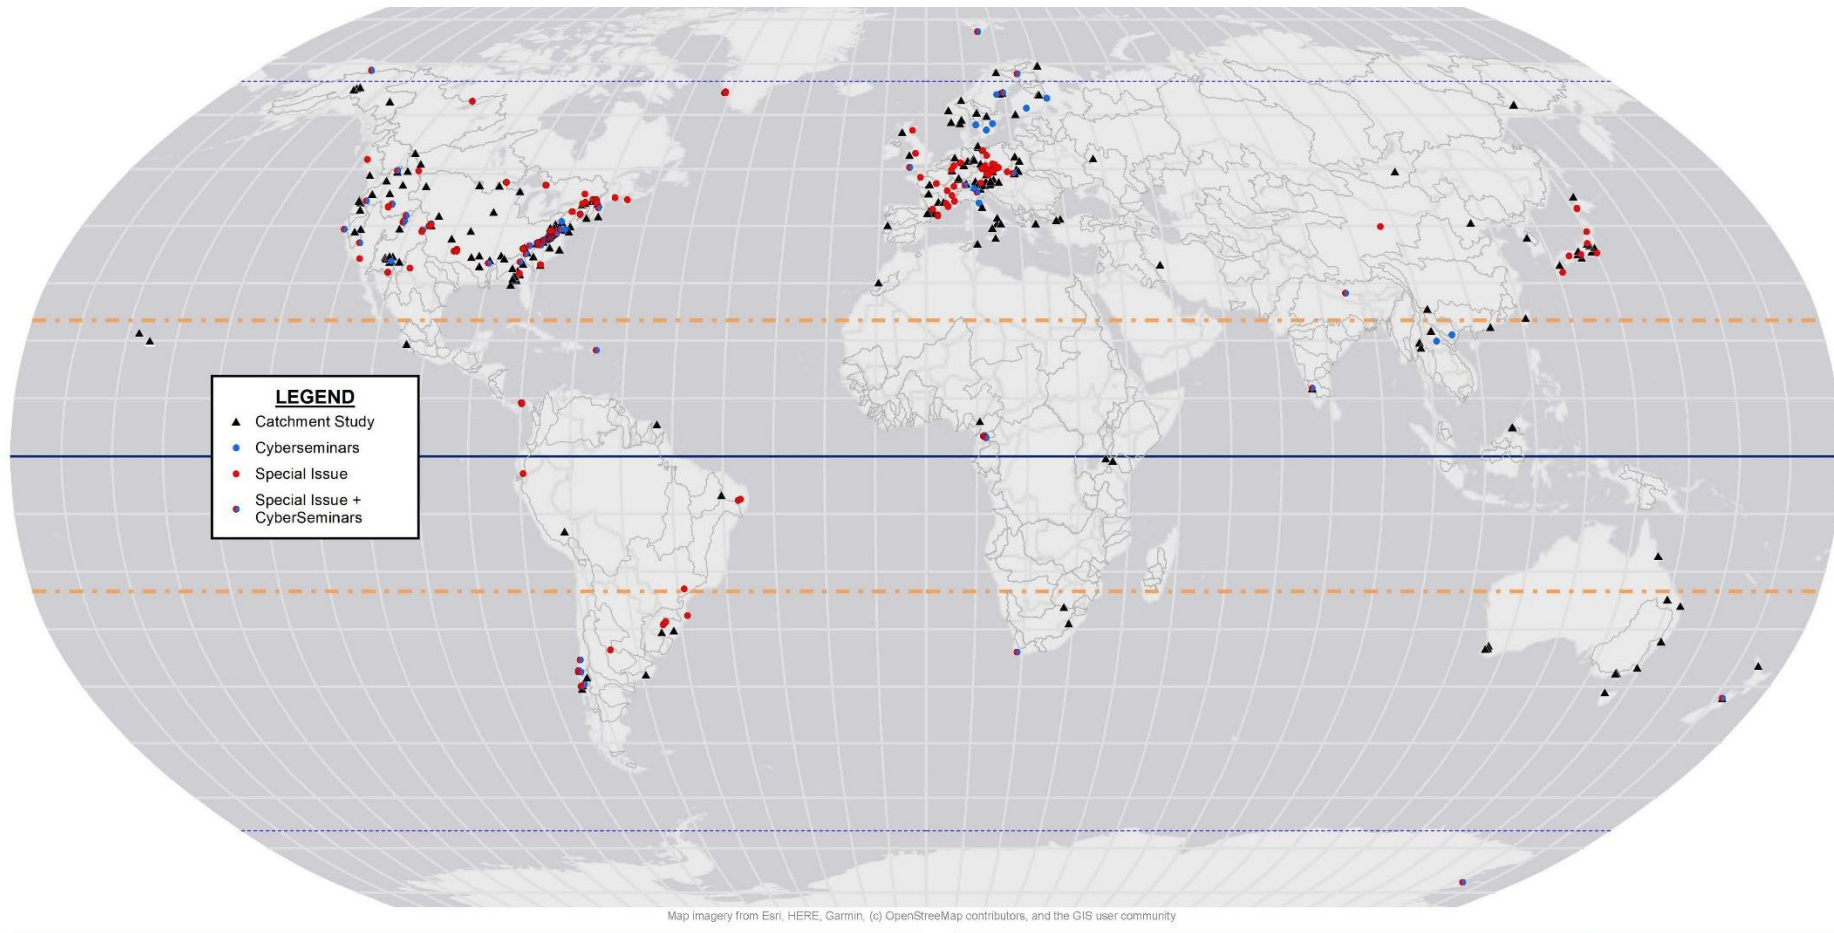 LEGEND
Catchment Study
Cyberseminars
Special Issue
Special Issue +
CyberSeminars
Map imagery from Esri, HERE, Garmin, (c) OpenStreeMap contributors, and the GIS user community